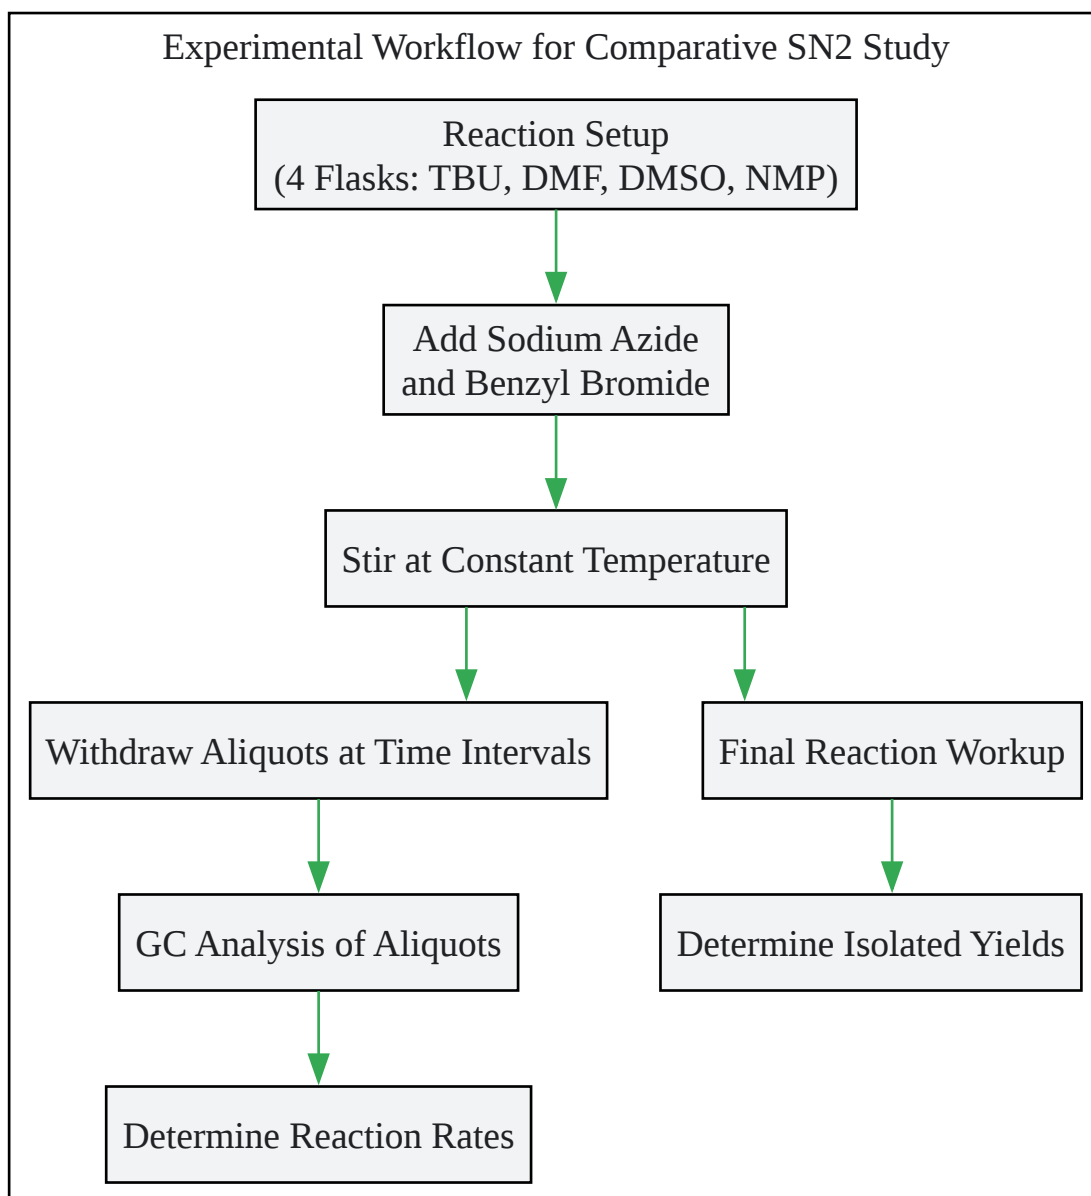 Experimental Workflow for Comparative SN2 Study
Reaction Setup
(4 Flasks: TBU, DMF, DMSO, NMP)
Add Sodium Azide
and Benzyl Bromide
Stir at Constant Temperature
Withdraw Aliquots at Time Intervals
Final Reaction Workup
GC Analysis of Aliquots
Determine Isolated Yields
Determine Reaction Rates